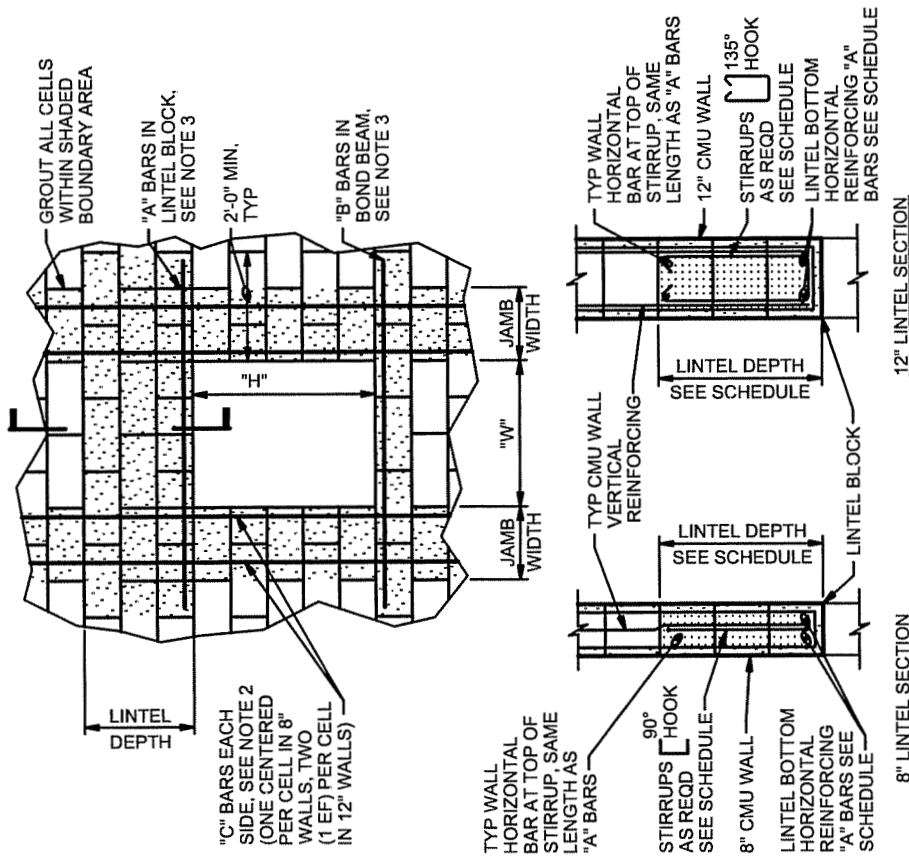 GROUT ALL CELLS
WITHIN SHADED
BOUNDARY AREA
"A" BARS IN
LINTEL BLOCK,
SEE NOTE 3
2'-0" MIN,
TYP
"B" BARS IN
BOND BEAM,
SEE NOTE 3
LINTEL
DEPTH
"H"
"W"
JAMB
WIDTH
JAMB
WIDTH
"C" BARS EACH
SIDE, SEE NOTE 2
(ONE CENTERED
PER CELL IN 8"
WALLS, TWO
(1 EF) PER CELL
IN 12" WALLS)
TYP WALL
HORIZONTAL
BAR AT TOP OF
STIRRUP, SAME
LENGTH AS
"A" BARS
STIRRUPS
AS REQD
SEE SCHEDULE
90°
HOOK
8" CMU WALL
LINTEL BOTTOM
HORIZONTAL
REINFORCING
"A" BARS SEE
SCHEDULE
8" LINTEL SECTION
TYP CMU WALL
VERTICAL
REINFORCING
LINTEL DEPTH
SEE SCHEDULE
LINTEL BLOCK
LINTEL DEPTH
SEE SCHEDULE
TYP WALL
HORIZONTAL
BAR AT TOP OF
STIRRUP, SAME
LENGTH AS "A" BARS
12" CMU WALL
STIRRUPS
AS REQD
SEE SCHEDULE
135°
HOOK
LINTEL BOTTOM
HORIZONTAL
REINFORCING "A"
BARS SEE SCHEDULE
12" LINTEL SECTION